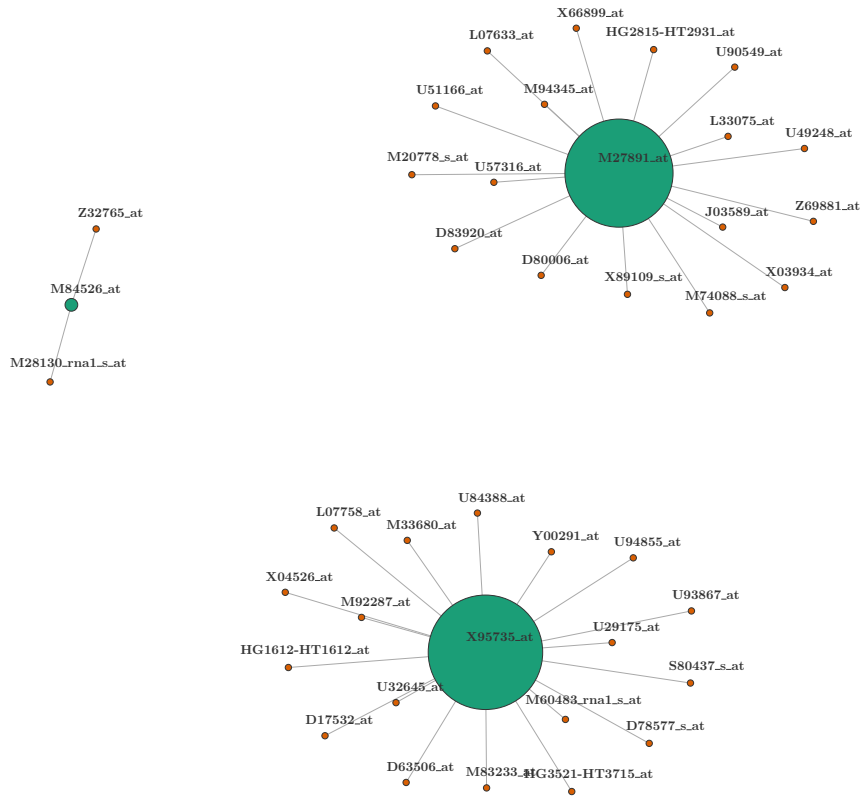 X66899_at
HG2815-HT2931_at
L07633_at
U90549_at
U51166_at
M94345_at
L33075_at
U49248_at
M27891_at
M20778_s_at
U57316_at
Z69881_at
J03589_at
D83920_at
D80006_at
X89109_s_at
X03934_at
M74088_s_at
Z32765_at
M84526_at
M28130_rna1_s_at
U84388_at
L07758_at
M33680_at
Y00291_at
U94855_at
X04526_at
M92287_at
U93867_at
U29175_at
X95735_at
HG1612-HT1612_at
S80437_s_at
U32645_at
M60483_rna1_s_at
D17532_at
D78577_s_at
D63506_at
M83233_at
HG3521-HT3715_at